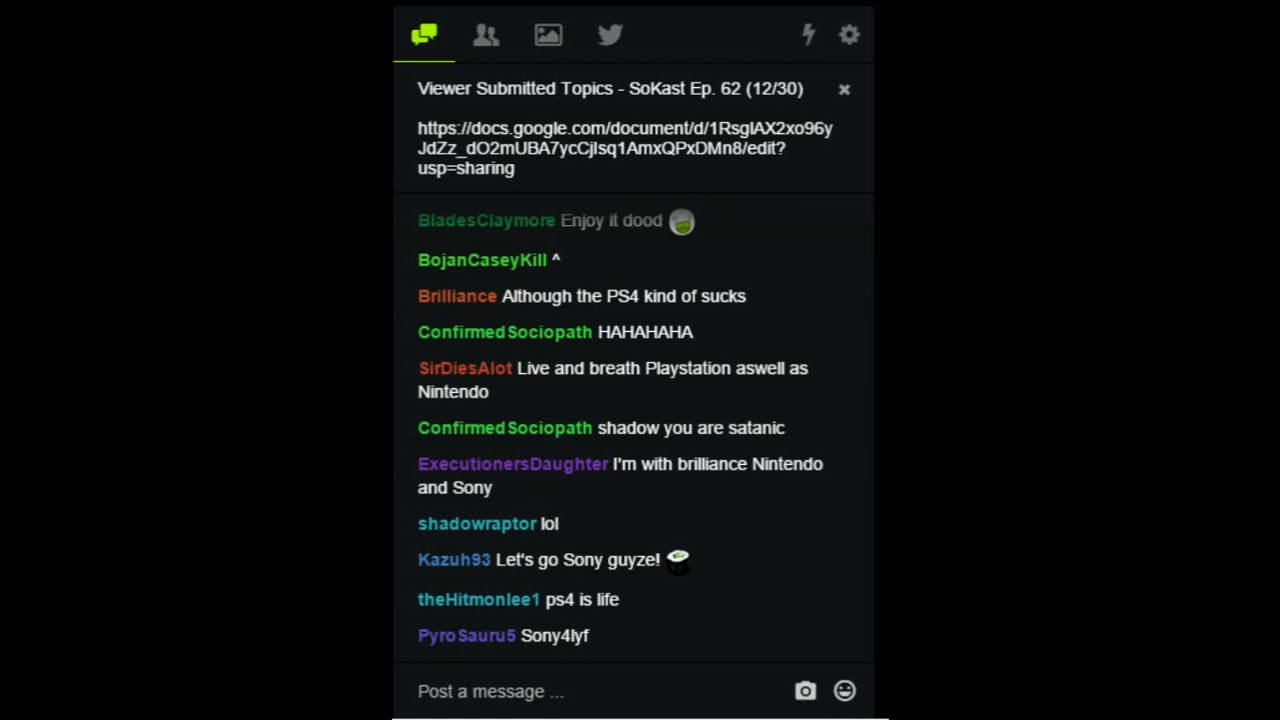 Viewer Submitted Topics - SoKast Ep. 62 (12/30)
https://docs.google.com/document/d/1RsglAX2xo96y
JdZz_dO2mUBA7ycCjlsq1AmxQPxDMn8/edit?
usp=sharing
BladesClaymore Enjoy it dood
BojanCaseyKill ^
Brilliance Although the PS4 kind of sucks
ConfirmedSociopath HAHAHAHA
SirDiesAlot Live and breath Playstation aswell as
Nintendo
ConfirmedSociopath shadow you are satanic
ExecutionersDaughter I'm with brilliance Nintendo
and Sony
shadowraptor lol
Kazuh93 Let's go Sony guyze!
theHitmonlee1 ps4 is life
PyroSauru5 Sony4lyf
Post a message ...